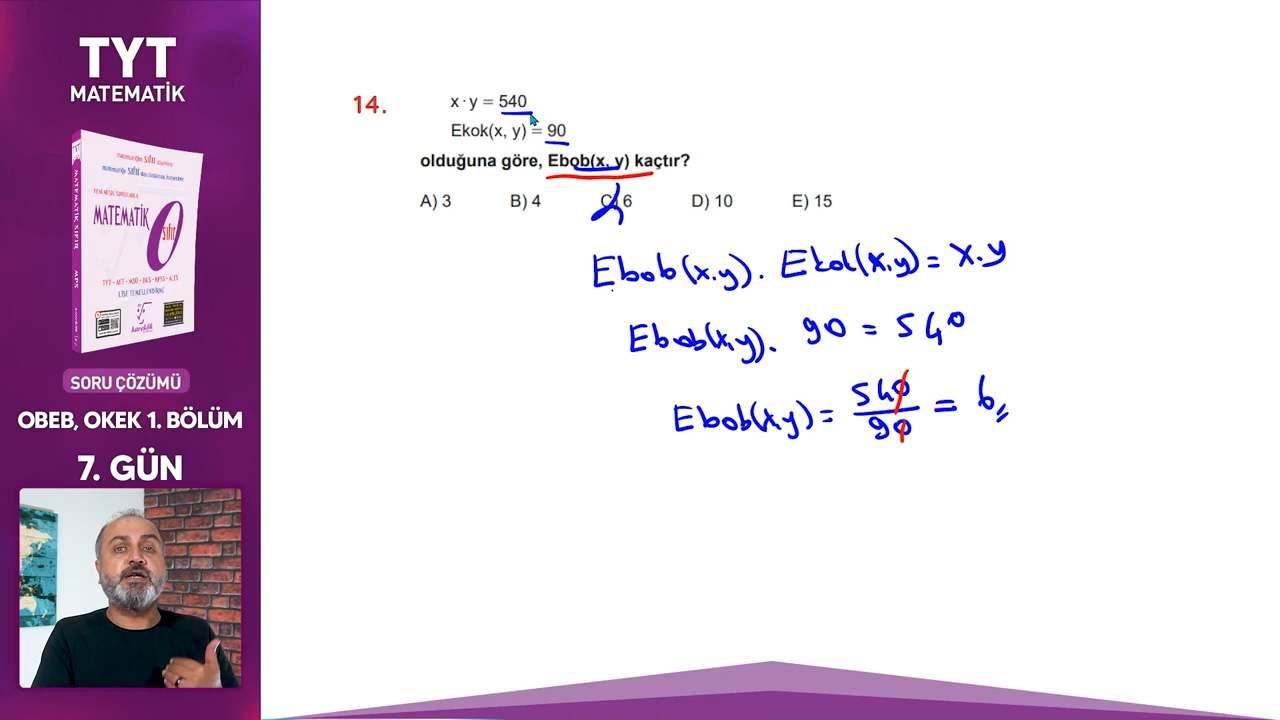 TYT
MATEMATİK
MATEMATİK
SIFIR
SORU ÇÖZÜMÜ
OBEB, OKEK 1. BÖLÜM
7. GÜN
14.
x · y = 540
Ekok(x, y) = 90
olduğuna göre, Ebob(x, y) kaçtır?
A) 3 B) 4 C) 6 D) 10 E) 15
Ebob(x,y). Ekok(x,y) = x.y
Ebob(x,y). 90 = 540
Ebob(x,y) = 540/90 = 6